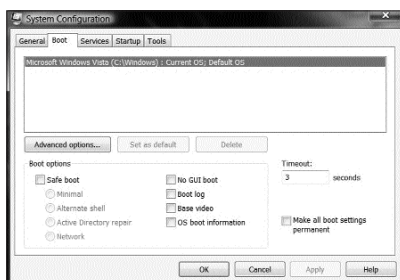 System Configuration
General Boot Services Startup Tools
Microsoft Windows Vista (C:\Windows) : Current OS; Default OS
Advanced options... Set as default Delete
Boot options
Timeout:
Safe boot No GUI boot 3 seconds
Minimal Boot log
Alternate shell Base video
Active Directory repair OS boot information Make all boot settings
permanent
Network
OK Cancel Apply Help